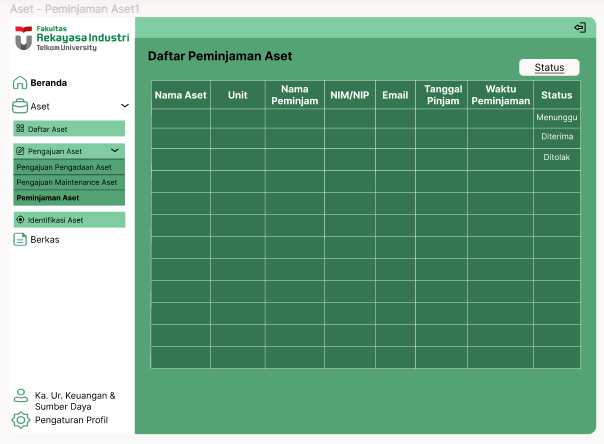 Aset - Peminjaman Aset1
Fakultas
Rekayasa Industri
Telkom University
Beranda
Aset
Daftar Aset
Pengajuan Aset
Pengajuan Pengadaan Aset
Pengajuan Maintenance Aset
Peminjaman Aset
Identifikasi Aset
Berkas
Ka. Ur. Keuangan &
Sumber Daya
Pengaturan Profil
Daftar Peminjaman Aset
Status
Nama Aset
Unit
Nama
Peminjam
NIM/NIP
Email
Tanggal
Pinjam
Waktu
Peminjaman
Status
Menunggu
Diterima
Ditolak